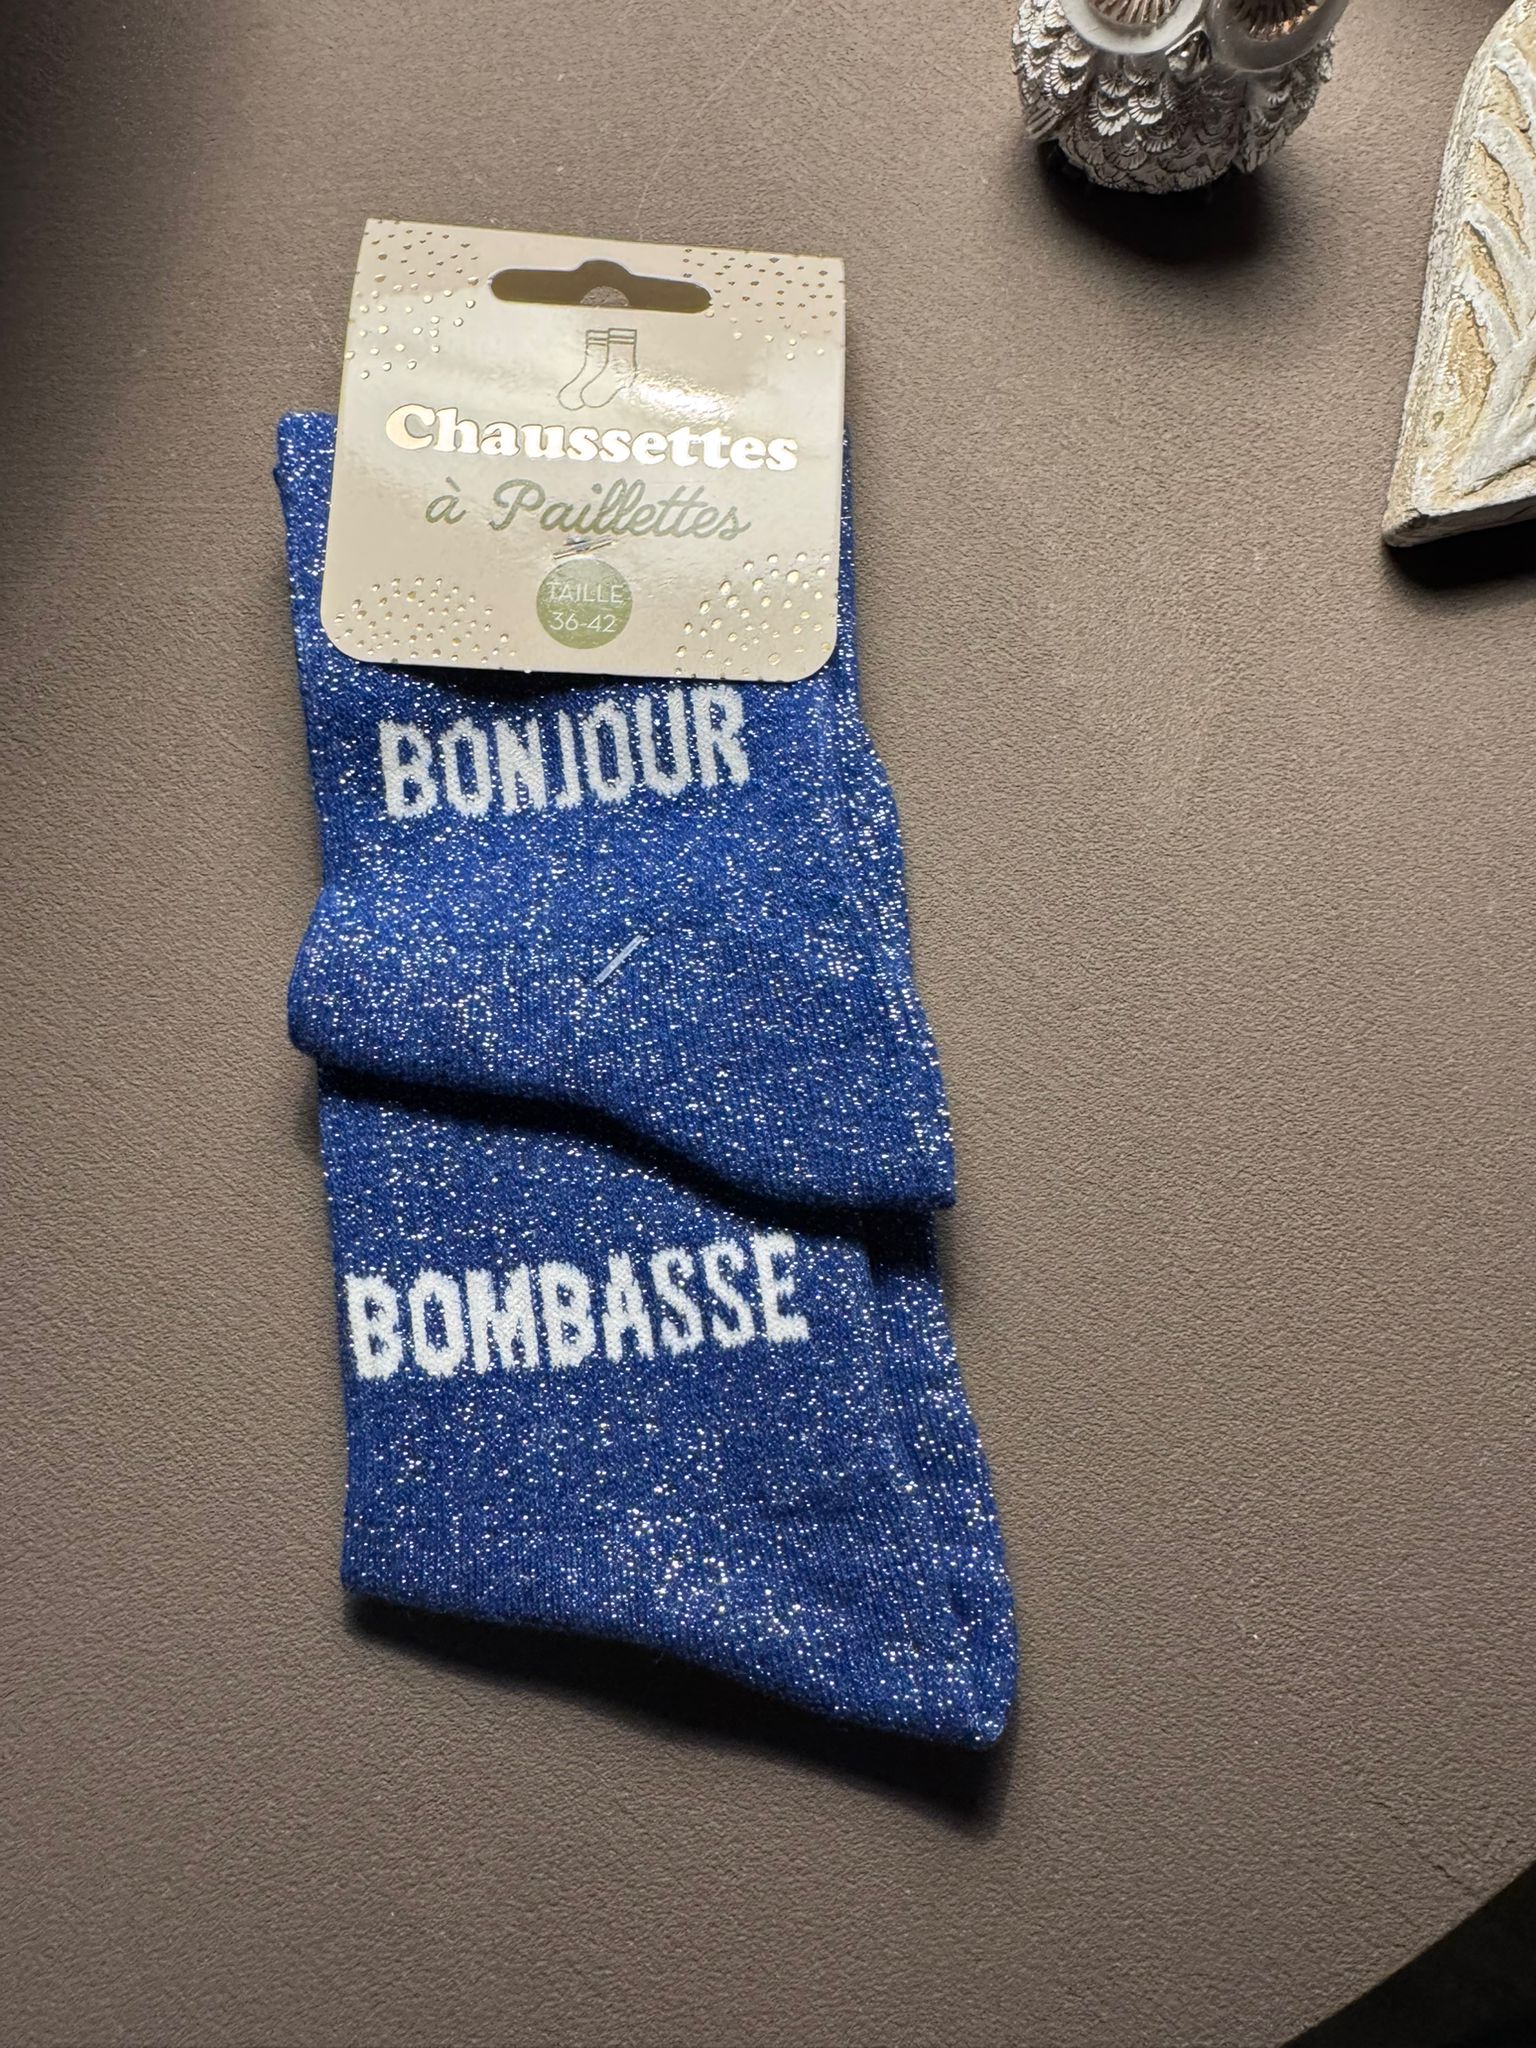 Chaussettes
à Paillettes
TAILLE
36-42
BONJOUR
BOMBASSE